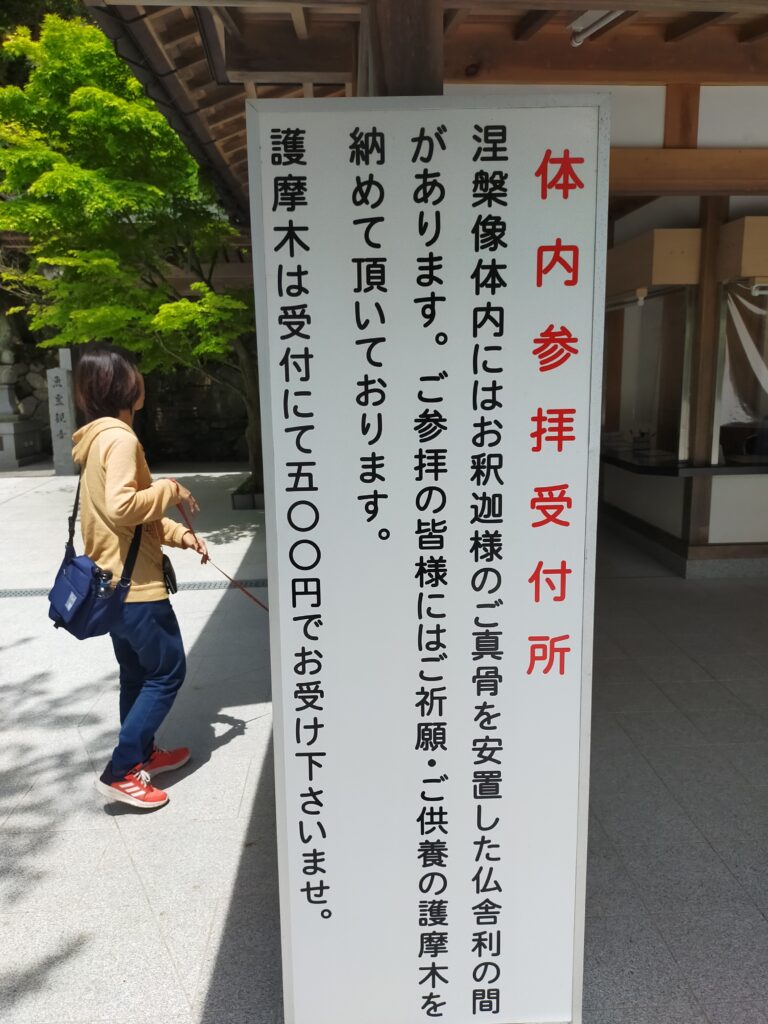 体内参拝受付所
涅槃像体内にはお釈迦様のご真骨を安置した仏舎利の間
があります。ご参拝の皆様にはご祈願・ご供養の護摩木を
納めて頂いております。
護摩木は受付にて五〇〇円でお受け下さいませ。
魚霊観音